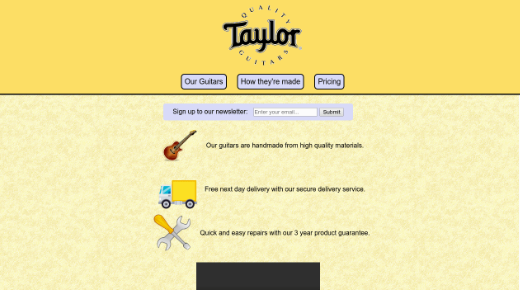 QUALITY
Taylor
GUITARS
Our Guitars
How they're made
Pricing
Sign up to our newsletter:
Enter your email...
Submit
Our guitars are handmade from high quality materials.
Free next day delivery with our secure delivery service.
Quick and easy repairs with our 3 year product guarantee.